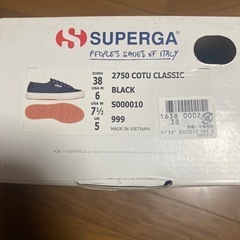 SUPERGA
PEOPLE'S SHOES OF ITALY
EURO 38
USA M 6
USA W 7½
UK 5
2750 COTU CLASSIC
BLACK
S000010
999
MADE IN VIETNAM
1638 0002
38